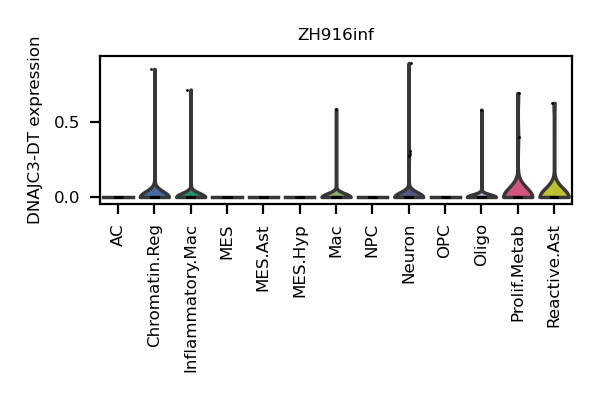 ZH916inf
DNAJC3-DT expression
0.5
0.0
AC
Chromatin.Reg
Inflammatory.Mac
MES
MES.Ast
MES.Hyp
Mac
NPC
Neuron
OPC
Oligo
Prolif.Metab
Reactive.Ast